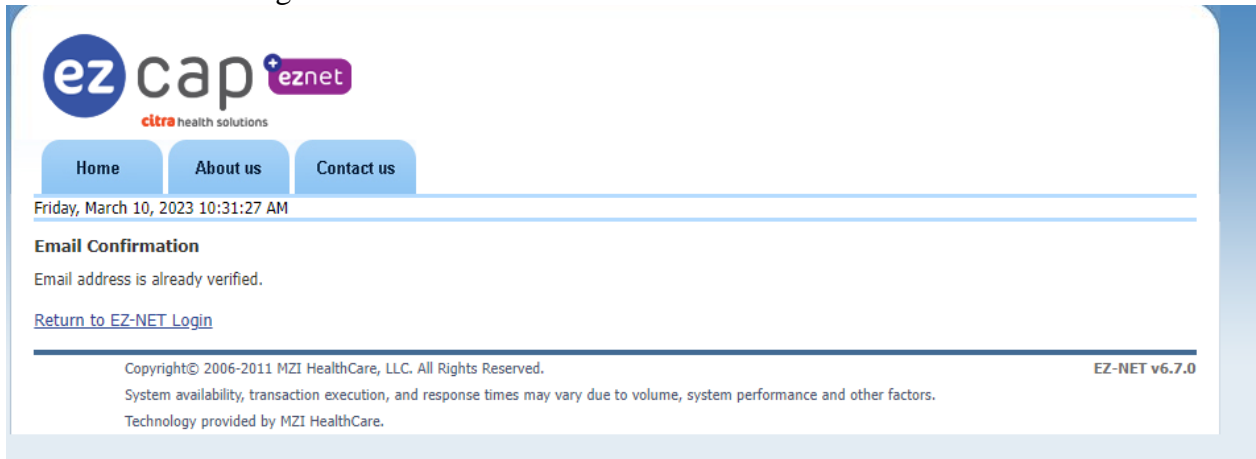 ez cap + eznet
citra health solutions
Home About us Contact us
Friday, March 10, 2023 10:31:27 AM
Email Confirmation
Email address is already verified.
Return to EZ-NET Login
Copyright© 2006-2011 MZI HealthCare, LLC. All Rights Reserved. EZ-NET v6.7.0
System availability, transaction execution, and response times may vary due to volume, system performance and other factors.
Technology provided by MZI HealthCare.